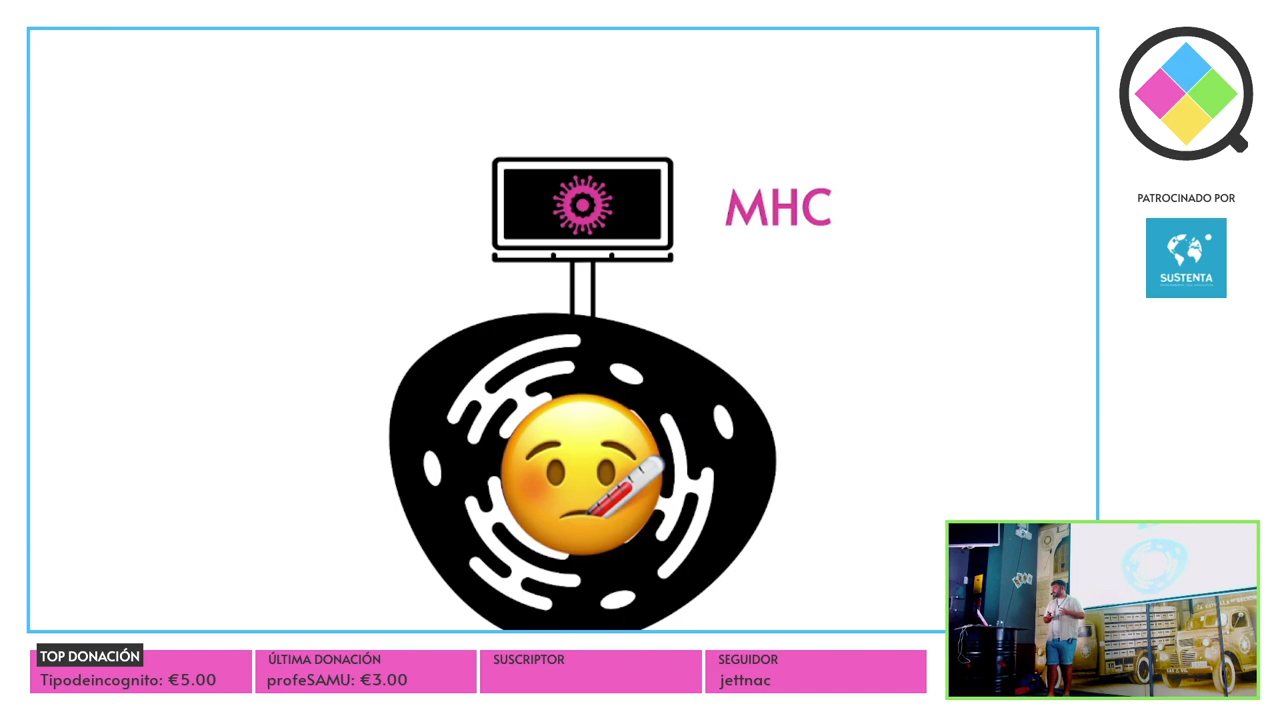 MHC
PATROCINADO POR
SUSTENTA
TOP DONACIÓN
Tipodeincognito: €5.00
ÚLTIMA DONACIÓN
profeSAMU: €3.00
SUSCRIPTOR
SEGUIDOR
jettnac